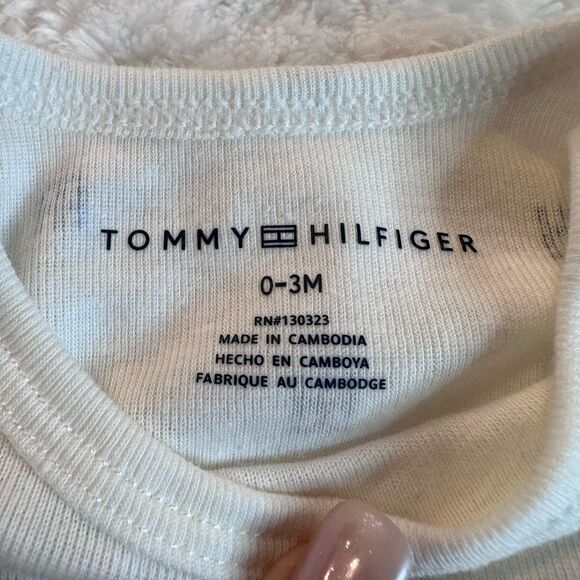 TOMMY HILFIGER
0-3M
RN#130323
MADE IN CAMBODIA
HECHO EN CAMBOYA
FABRIQUE AU CAMBODGE